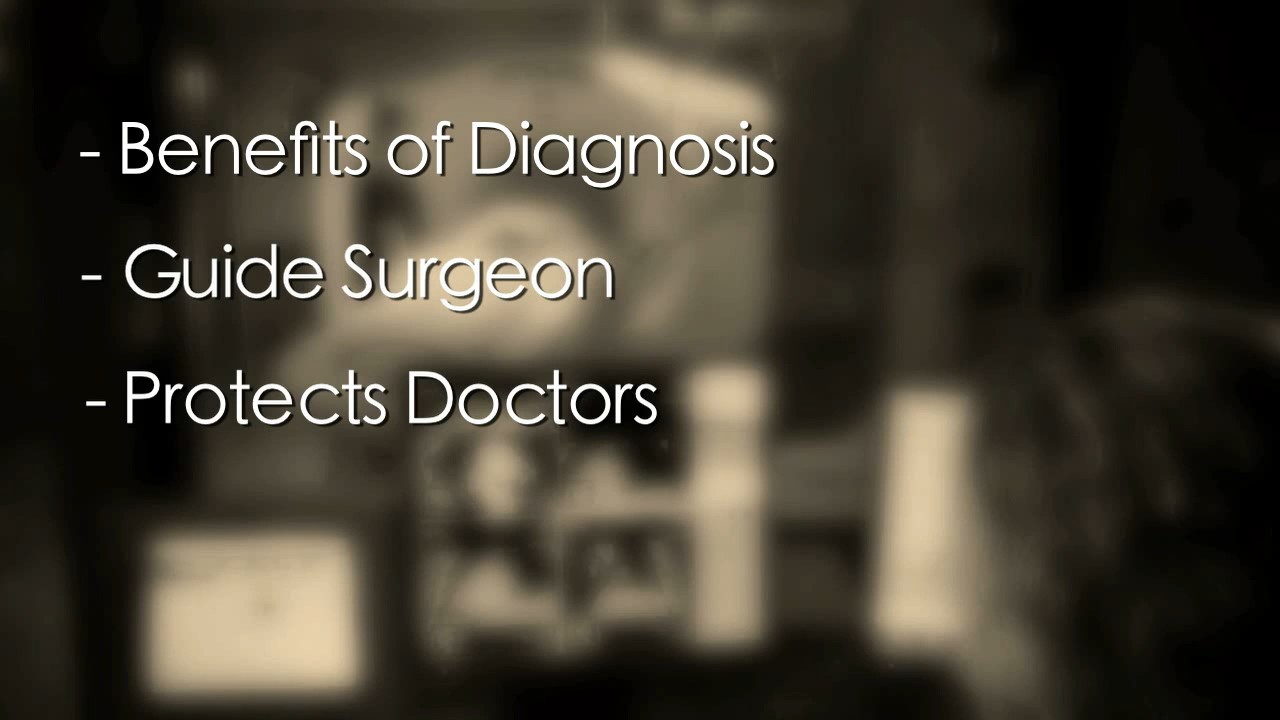 - Benefits of Diagnosis
- Guide Surgeon
- Protects Doctors